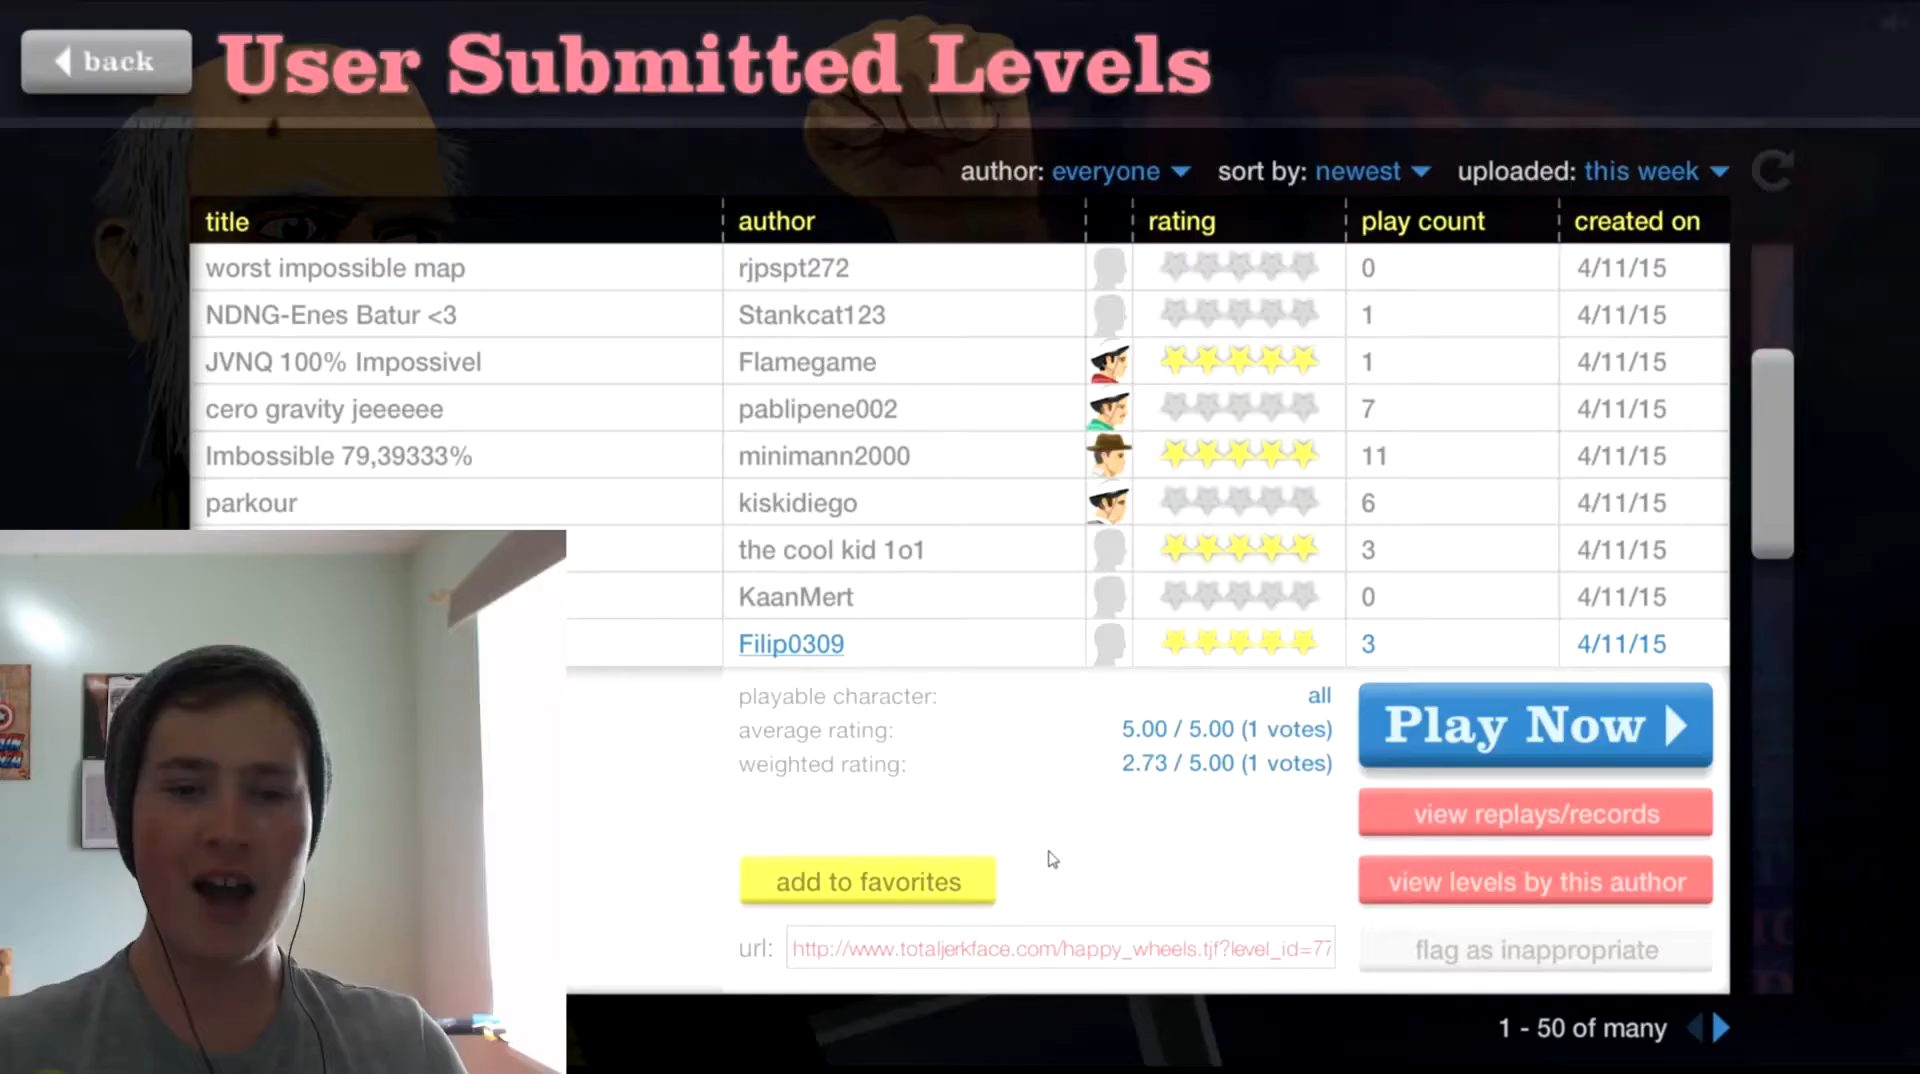 back
User Submitted Levels
author: everyone sort by: newest uploaded: this week
title author rating play count created on
worst impossible map rjpspt272 0 4/11/15
NDNG-Enes Batur <3 Stankcat123 1 4/11/15
JVNQ 100% Impossivel Flamegame 1 4/11/15
cero gravity jeeeeee pablipene002 7 4/11/15
Imbossible 79,39333% minimann2000 11 4/11/15
parkour kiskidiego 6 4/11/15
the cool kid 1o1 3 4/11/15
KaanMert 0 4/11/15
Filip0309 3 4/11/15
playable character: all
average rating: 5.00 / 5.00 (1 votes)
weighted rating: 2.73 / 5.00 (1 votes)
Play Now
view replays/records
add to favorites
view levels by this author
url: http://www.totaljerkface.com/happy_wheels.tjf?level_id=77
flag as inappropriate
1 - 50 of many